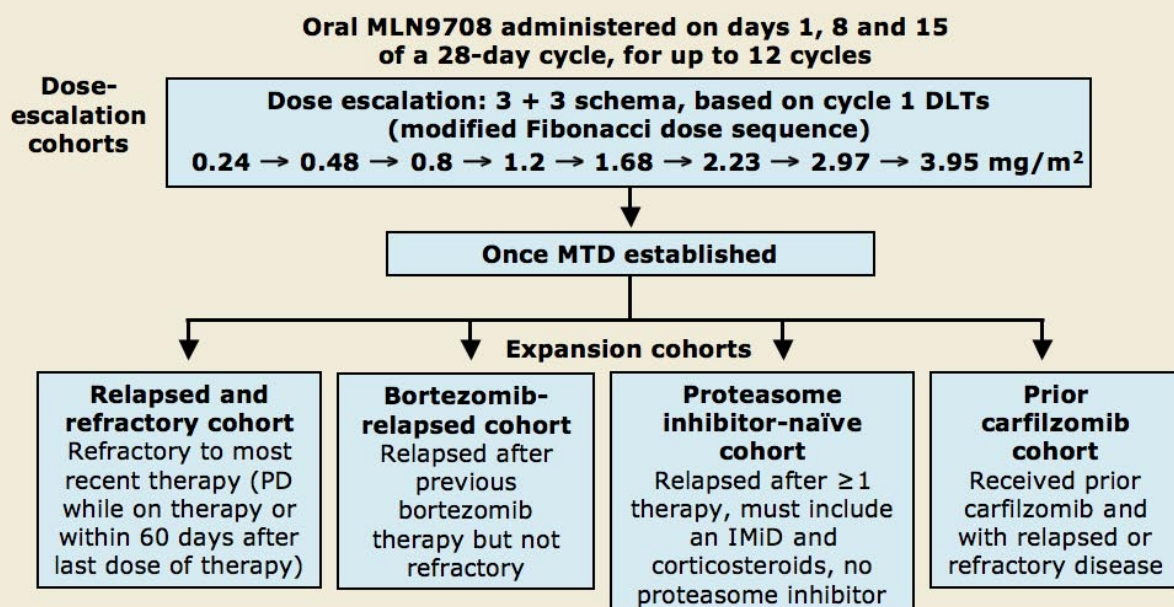 Oral MLN9708 administered on days 1, 8 and 15
of a 28-day cycle, for up to 12 cycles
Dose-
escalation
cohorts
Dose escalation: 3 + 3 schema, based on cycle 1 DLTs
(modified Fibonacci dose sequence)
0.24 → 0.48 → 0.8 → 1.2 → 1.68 → 2.23 → 2.97 → 3.95 mg/m²
Once MTD established
Expansion cohorts
Relapsed and
refractory cohort
Refractory to most
recent therapy (PD
while on therapy or
within 60 days after
last dose of therapy)
Bortezomib-
relapsed cohort
Relapsed after
previous
bortezomib
therapy but not
refractory
Proteasome
inhibitor-naïve
cohort
Relapsed after ≥1
therapy, must include
an IMiD and
corticosteroids, no
proteasome inhibitor
Prior
carfilzomib
cohort
Received prior
carfilzomib and
with relapsed or
refractory disease